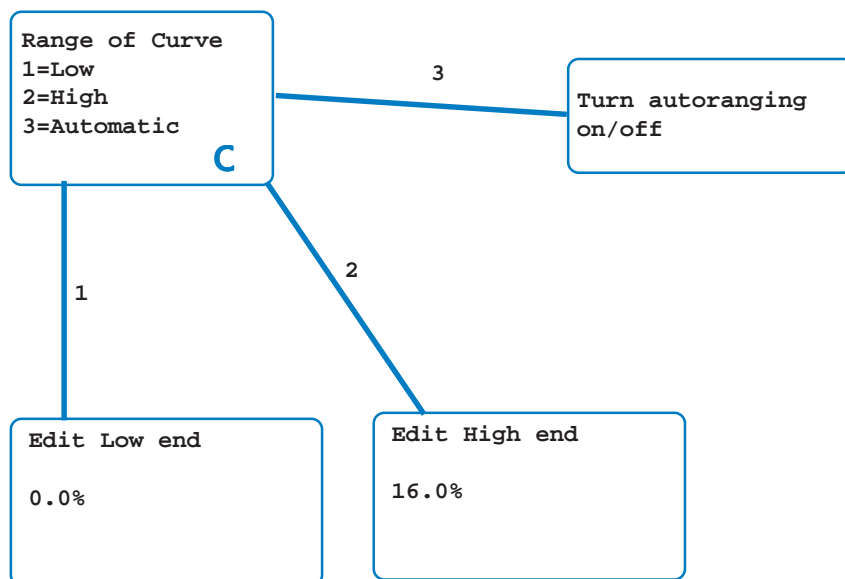 Range of Curve
1=Low
2=High
3=Automatic
C
3
Turn autoranging
on/off
2
1
Edit Low end
0.0%
Edit High end
16.0%